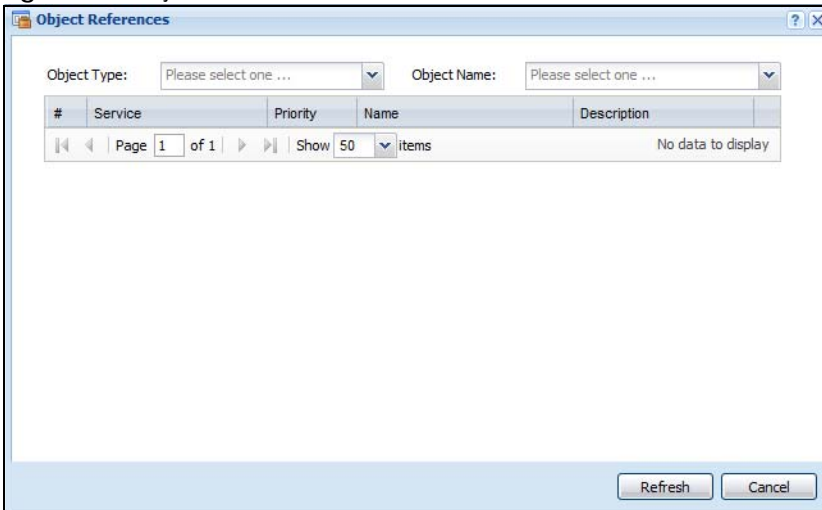 Object References
Object Type: Please select one ... Object Name: Please select one ...
# Service Priority Name Description
Page 1 of 1 Show 50 items No data to display
Refresh Cancel